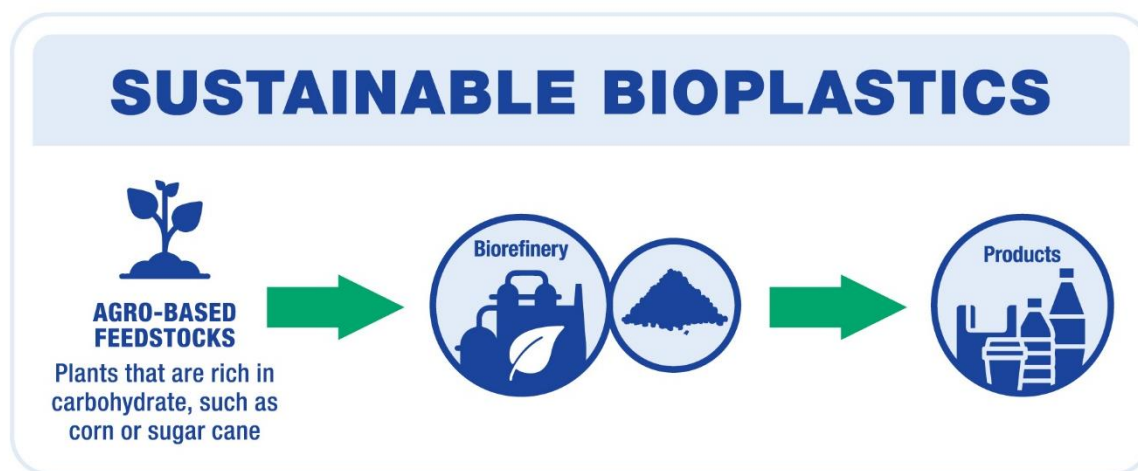 SUSTAINABLE BIOPLASTICS
AGRO-BASED
FEEDSTOCKS
Plants that are rich in
carbohydrate, such as
corn or sugar cane
Biorefinery
Products